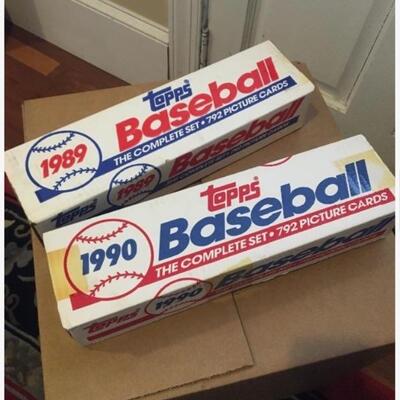 Topps
Baseball
1989
THE COMPLETE SET • 792 PICTURE CARDS
1989
Baseball
Topps
Baseball
1990
THE COMPLETE SET • 792 PICTURE CARDS
Topps
1990
Baseball